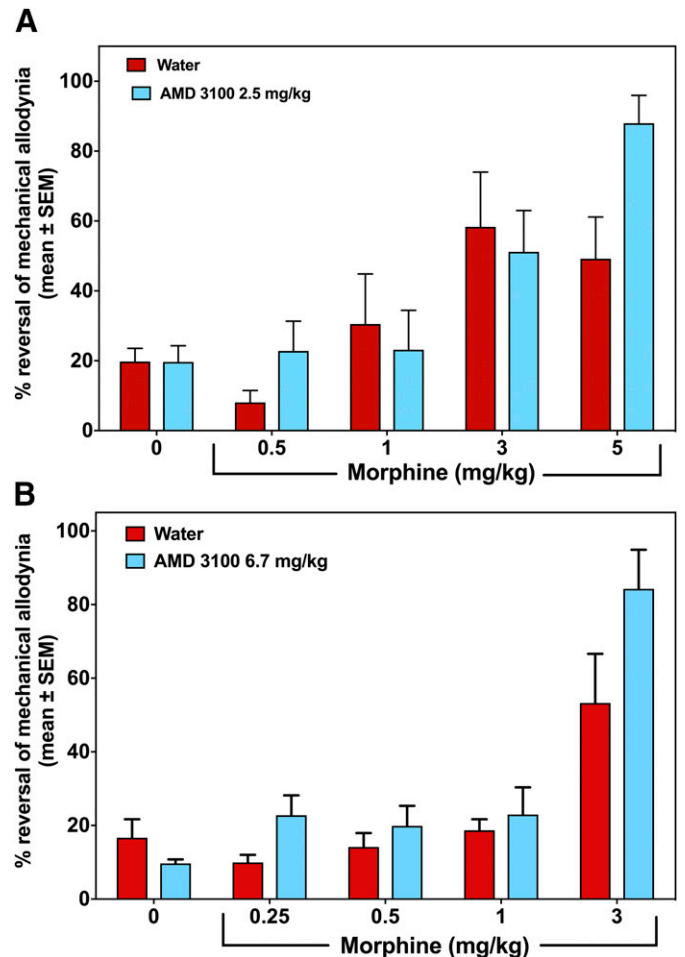 A
% reversal of mechanical allodynia
(mean ± SEM)
100
80
60
40
20
0
Water
AMD 3100 2.5 mg/kg
0 0.5 1 3 5
Morphine (mg/kg)
B
% reversal of mechanical allodynia
(mean ± SEM)
100
80
60
40
20
0
Water
AMD 3100 6.7 mg/kg
0 0.25 0.5 1 3
Morphine (mg/kg)